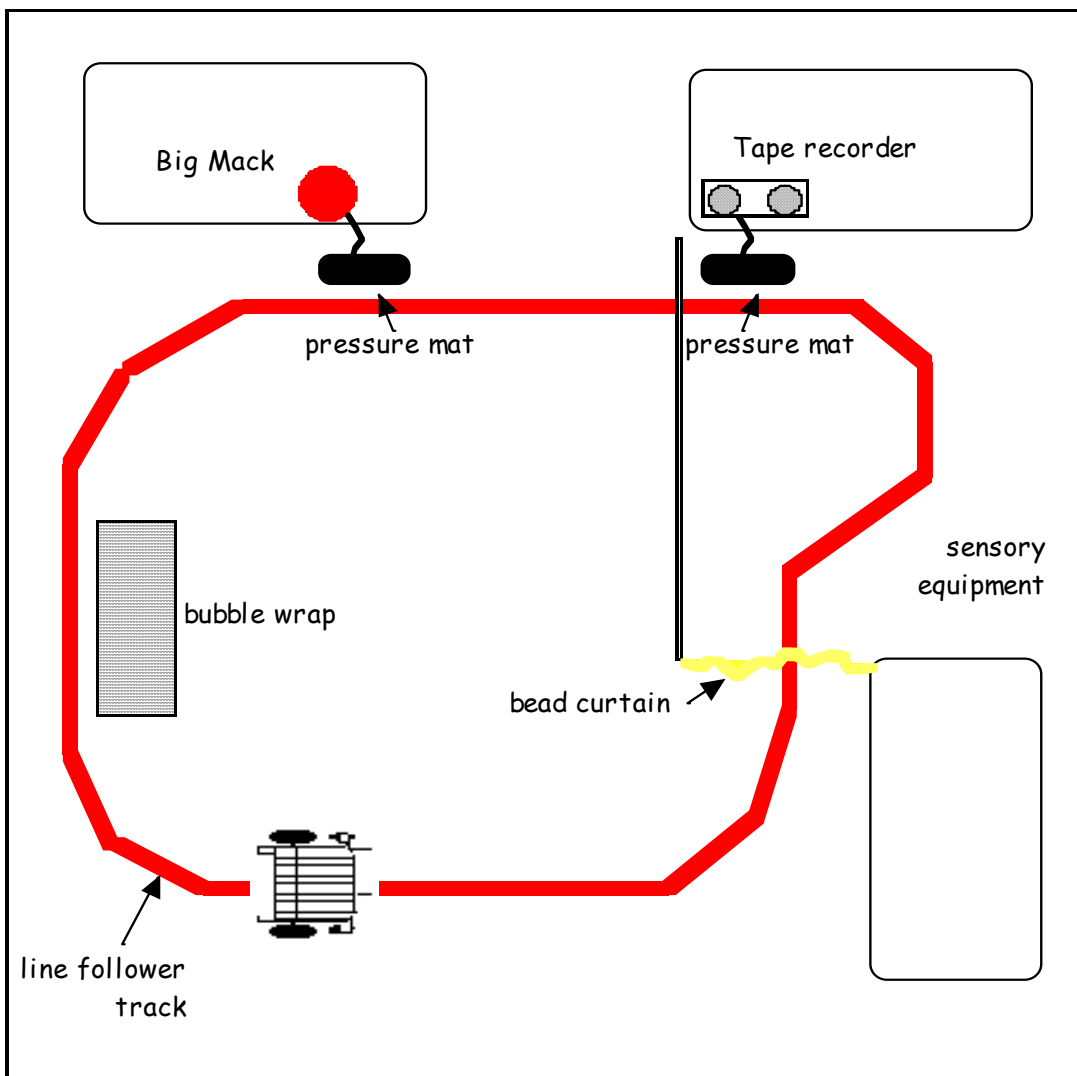 Big Mack
Tape recorder
pressure mat
pressure mat
sensory
equipment
bubble wrap
bead curtain
line follower
track